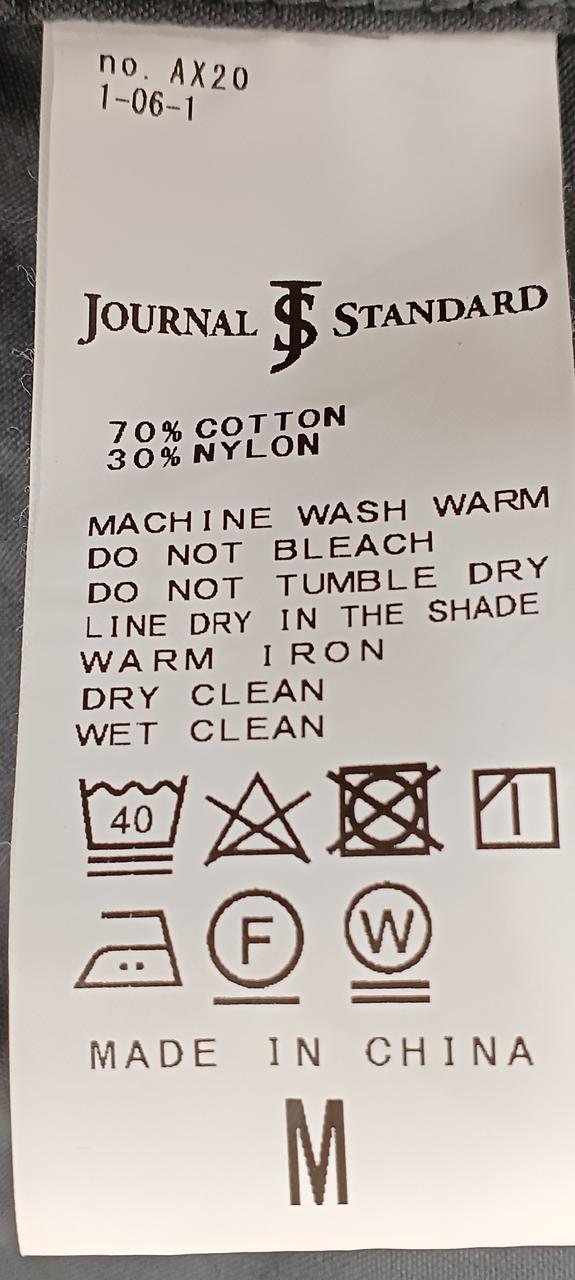 no. AX20
1-06-1
JOURNAL JS STANDARD
70% COTTON
30% NYLON
MACHINE WASH WARM
DO NOT BLEACH
DO NOT TUMBLE DRY
LINE DRY IN THE SHADE
WARM IRON
DRY CLEAN
WET CLEAN
40
F W
MADE IN CHINA
M